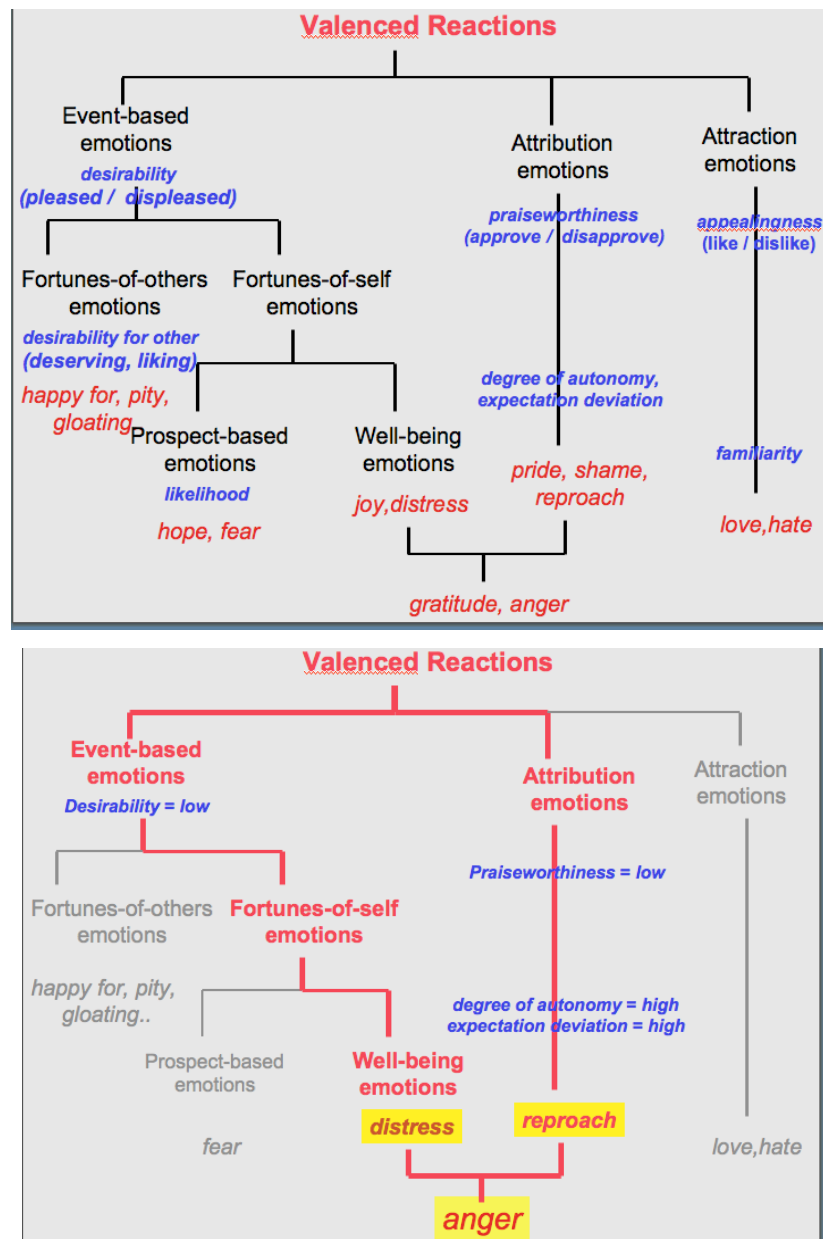 Valenced Reactions
Event-based
emotions
desirability
(pleased / displeased)
Attribution
emotions
praiseworthiness
(approve / disapprove)
Attraction
emotions
appealingness
(like / dislike)
Fortunes-of-others
emotions
desirability for other
(deserving, liking)
happy for, pity,
gloating
Fortunes-of-self
emotions
Prospect-based
emotions
likelihood
hope, fear
Well-being
emotions
joy,distress
degree of autonomy,
expectation deviation
pride, shame,
reproach
familiarity
love,hate
gratitude, anger
Valenced Reactions
Event-based
emotions
Desirability = low
Attribution
emotions
Praiseworthiness = low
Attraction
emotions
Fortunes-of-others
emotions
happy for, pity,
gloating..
Fortunes-of-self
emotions
Prospect-based
emotions
fear
Well-being
emotions
distress
degree of autonomy = high
expectation deviation = high
reproach
love,hate
anger